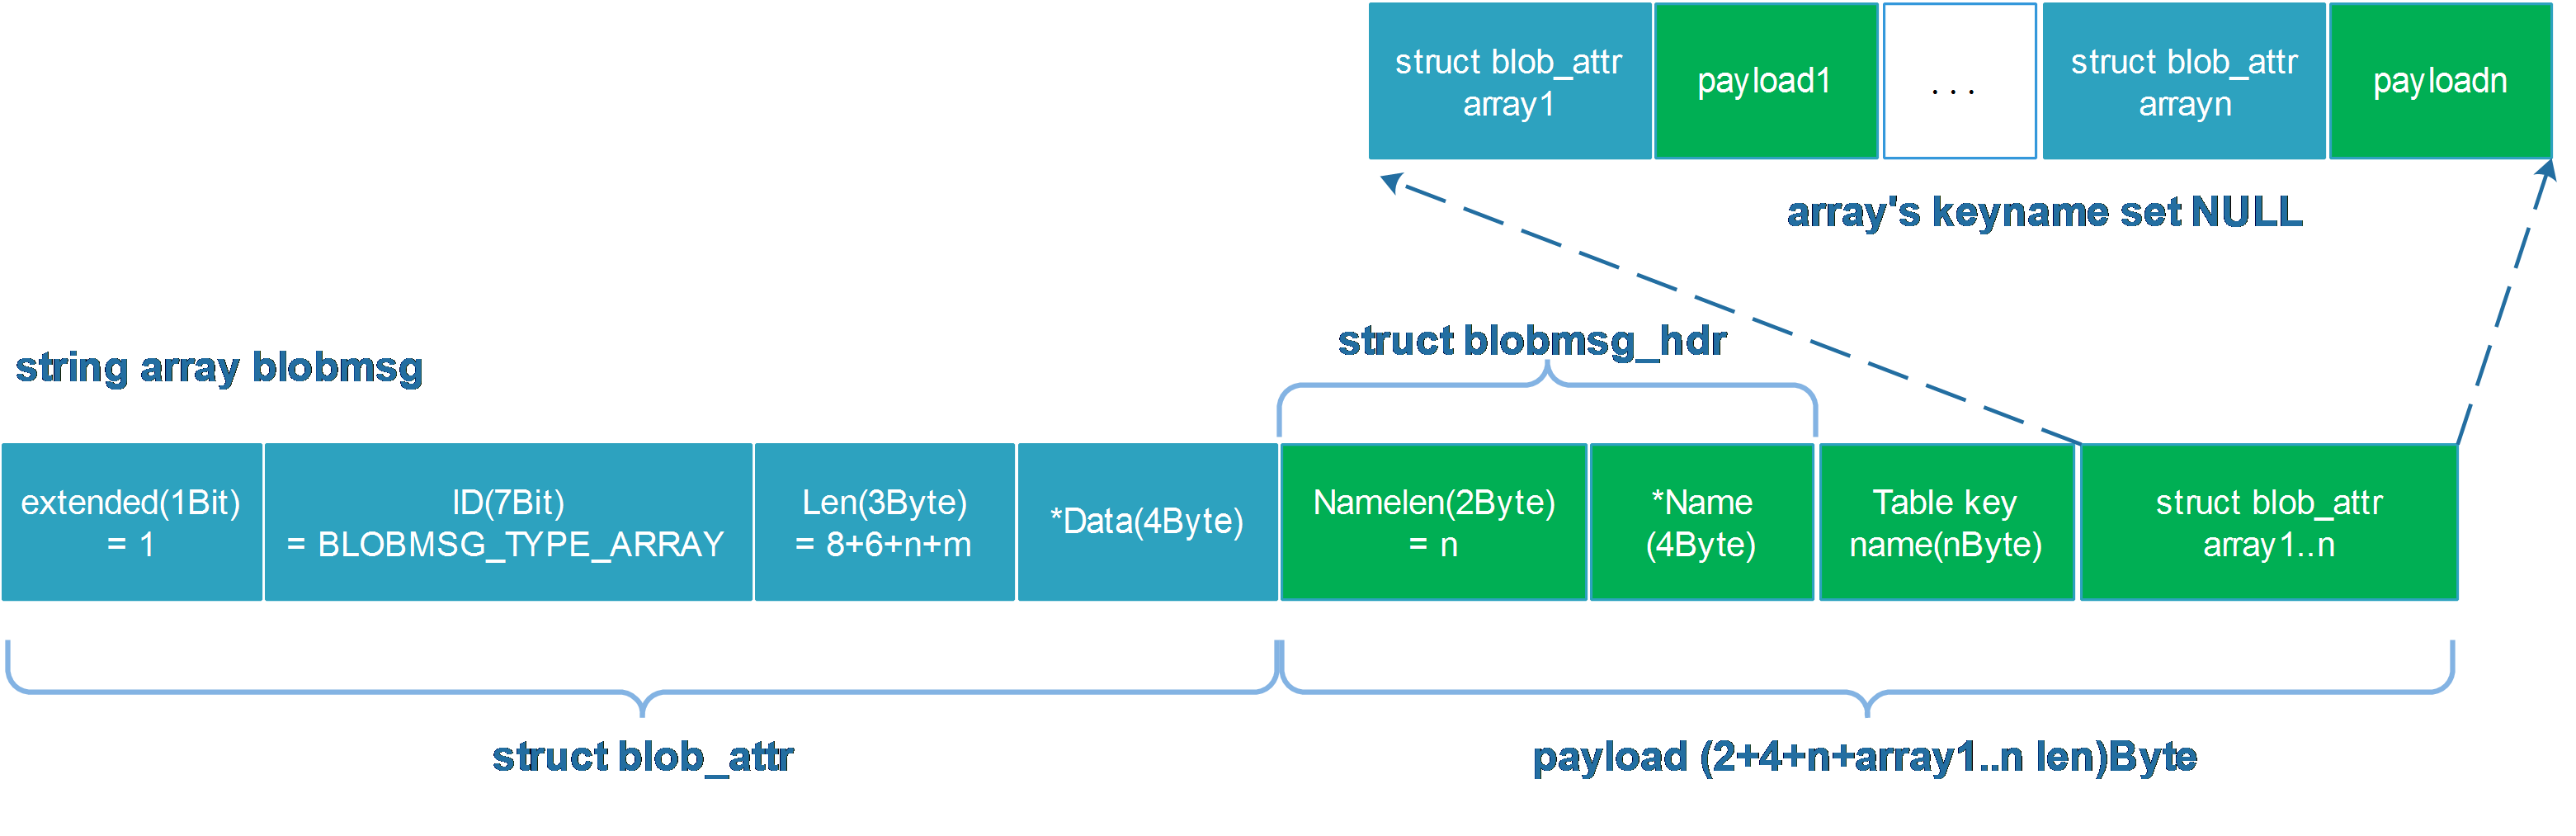 struct blob_attr
array1
payload1
...
struct blob_attr
arrayn
payloadn
array's keyname set NULL
struct blobmsg_hdr
string array blobmsg
extended(1Bit)
= 1
ID(7Bit)
= BLOBMSG_TYPE_ARRAY
Len(3Byte)
= 8+6+n+m
*Data(4Byte)
Namelen(2Byte)
= n
*Name
(4Byte)
Table key
name(nByte)
struct blob_attr
array1..n
struct blob_attr
payload (2+4+n+array1..n len)Byte